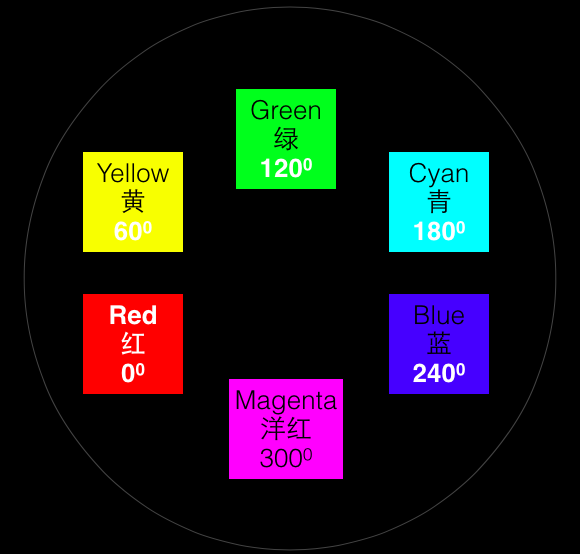 Green
绿
120⁰
Yellow
黄
60⁰
Cyan
青
180⁰
Red
红
0⁰
Blue
蓝
240⁰
Magenta
洋红
300⁰